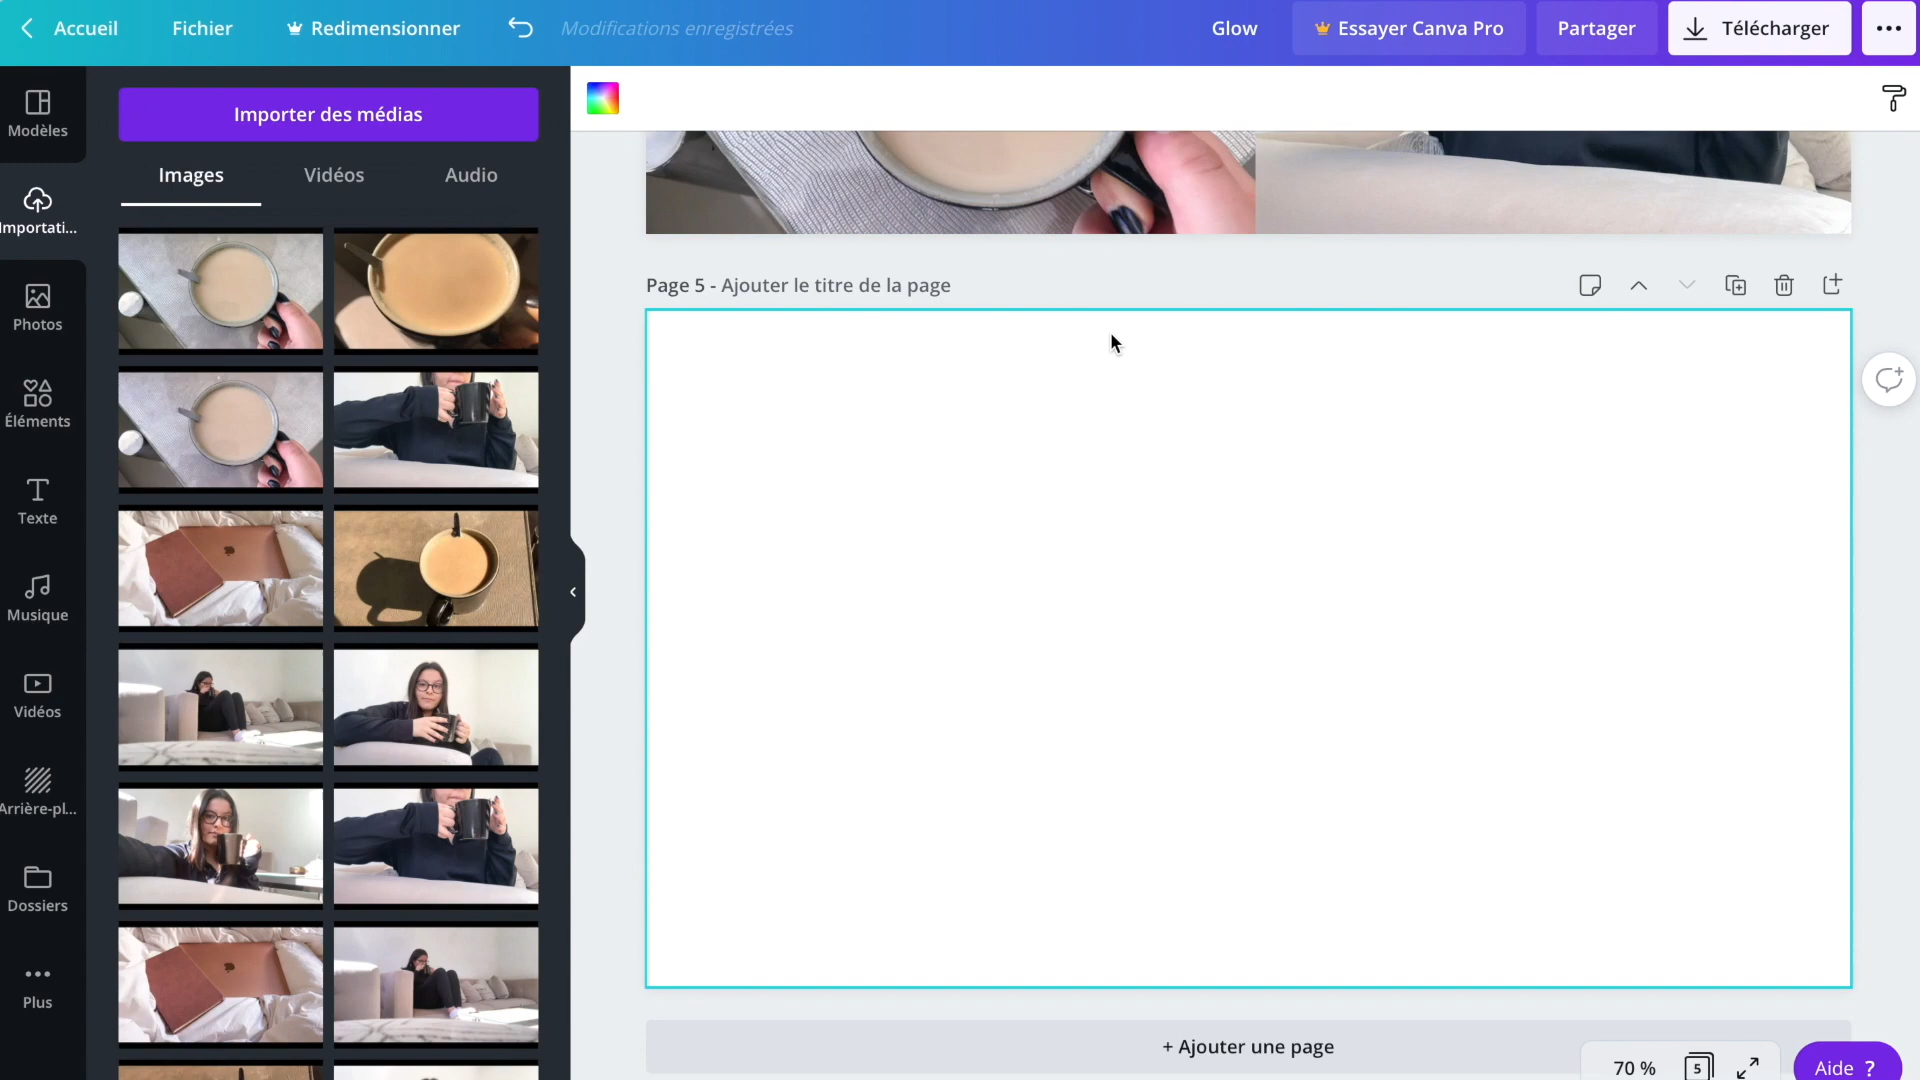 Accueil
Fichier
Redimensionner
Modifications enregistrées
Glow
Essayer Canva Pro
Partager
Télécharger
Modèles
Importati...
Photos
Éléments
Texte
Musique
Vidéos
Arrière-pl...
Dossiers
Plus
Importer des médias
Images
Vidéos
Audio
Page 5 - Ajouter le titre de la page
+ Ajouter une page
70 %
5
Aide ?